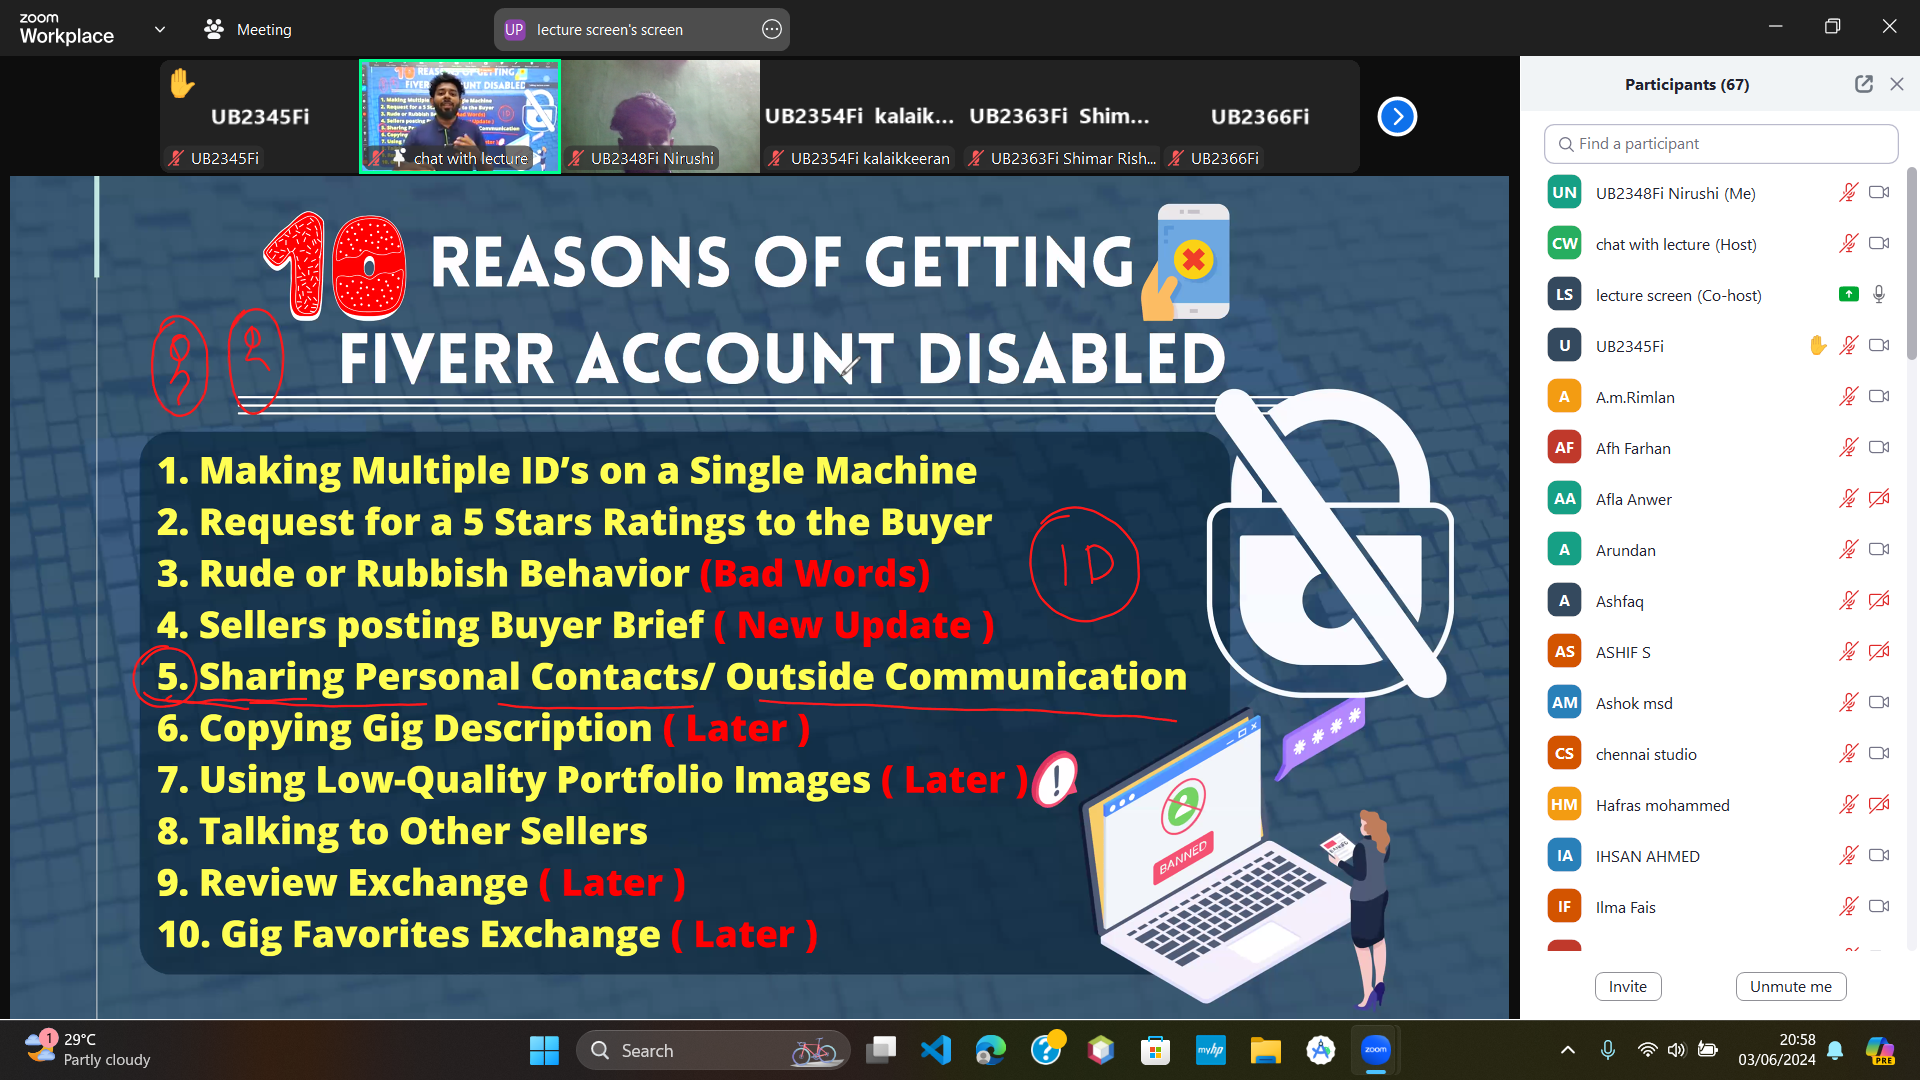 zoom
Workplace
Meeting
UP lecture screen's screen
UB2345Fi
UB2354Fi kalaik...
UB2363Fi Shim...
UB2366Fi
UB2345Fi
chat with lecture
UB2348Fi Nirushi
UB2354Fi kalaikkeeran
UB2363Fi Shimar Rish...
UB2366Fi
10 REASONS OF GETTING
FIVERR ACCOUNT DISABLED
1. Making Multiple ID’s on a Single Machine
2. Request for a 5 Stars Ratings to the Buyer
3. Rude or Rubbish Behavior (Bad Words)
4. Sellers posting Buyer Brief ( New Update )
5. Sharing Personal Contacts/ Outside Communication
6. Copying Gig Description ( Later )
7. Using Low-Quality Portfolio Images ( Later )
8. Talking to Other Sellers
9. Review Exchange ( Later )
10. Gig Favorites Exchange ( Later )
ID
* * * *
BANNED
Participants (67)
Find a participant
UN UB2348Fi Nirushi (Me)
CW chat with lecture (Host)
LS lecture screen (Co-host)
U UB2345Fi
A A.m.Rimlan
AF Afh Farhan
AA Afla Anwer
A Arundan
A Ashfaq
AS ASHIF S
AM Ashok msd
CS chennai studio
HM Hafras mohammed
IA IHSAN AHMED
IF Ilma Fais
Invite
Unmute me
1
29°C
Partly cloudy
Search
myhp
zoom
20:58
03/06/2024
PRE